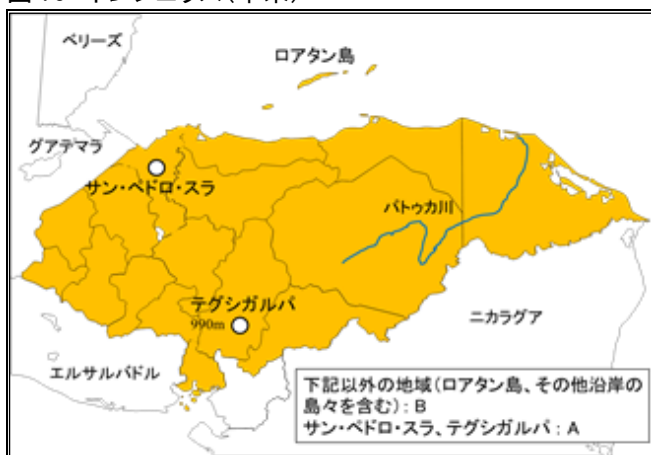 ベリーズ
ロアタン島
グアテマラ
サン・ペドロ・スラ
パトゥカ川
テグシガルパ
990m
ニカラグア
エルサルバドル
下記以外の地域(ロアタン島、その他沿岸の
島々を含む):B
サン・ペドロ・スラ、テグシガルパ:A